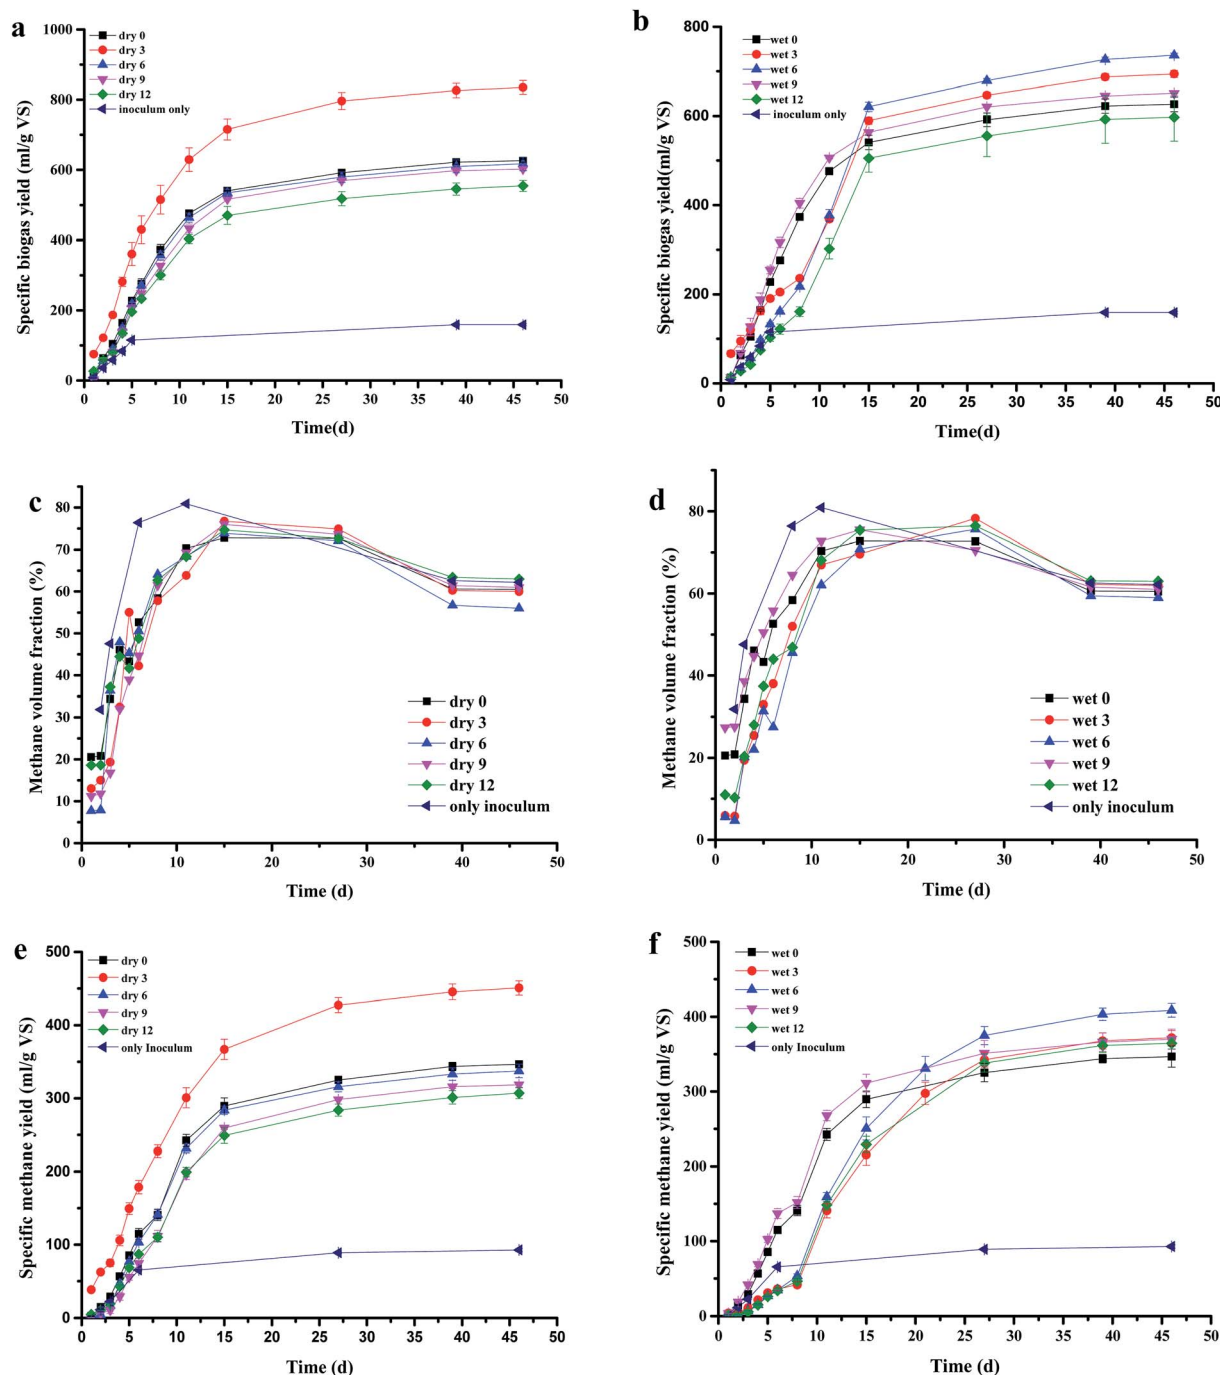 a
dry 0
dry 3
dry 6
dry 9
dry 12
inoculum only
Specific biogas yield (ml/g VS)
1000
800
600
400
200
0
0 5 10 15 20 25 30 35 40 45 50
Time(d)
b
wet 0
wet 3
wet 6
wet 9
wet 12
inoculum only
Specific biogas yield(ml/g VS)
800
600
400
200
0
0 5 10 15 20 25 30 35 40 45 50
Time(d)
c
Methane volume fraction (%)
80
70
60
50
40
30
20
10
0
dry 0
dry 3
dry 6
dry 9
dry 12
only inoculum
0 10 20 30 40 50
Time (d)
d
Methane volume fraction (%)
80
60
40
20
0
wet 0
wet 3
wet 6
wet 9
wet 12
only inoculum
0 10 20 30 40 50
Time (d)
e
dry 0
dry 3
dry 6
dry 9
dry 12
only Inoculum
Specific methane yield (ml/g VS)
500
400
300
200
100
0
0 5 10 15 20 25 30 35 40 45 50
Time (d)
f
wet 0
wet 3
wet 6
wet 9
wet 12
only Inoculum
Specific methane yield (ml/g VS)
500
400
300
200
100
0
0 5 10 15 20 25 30 35 40 45 50
Time (d)